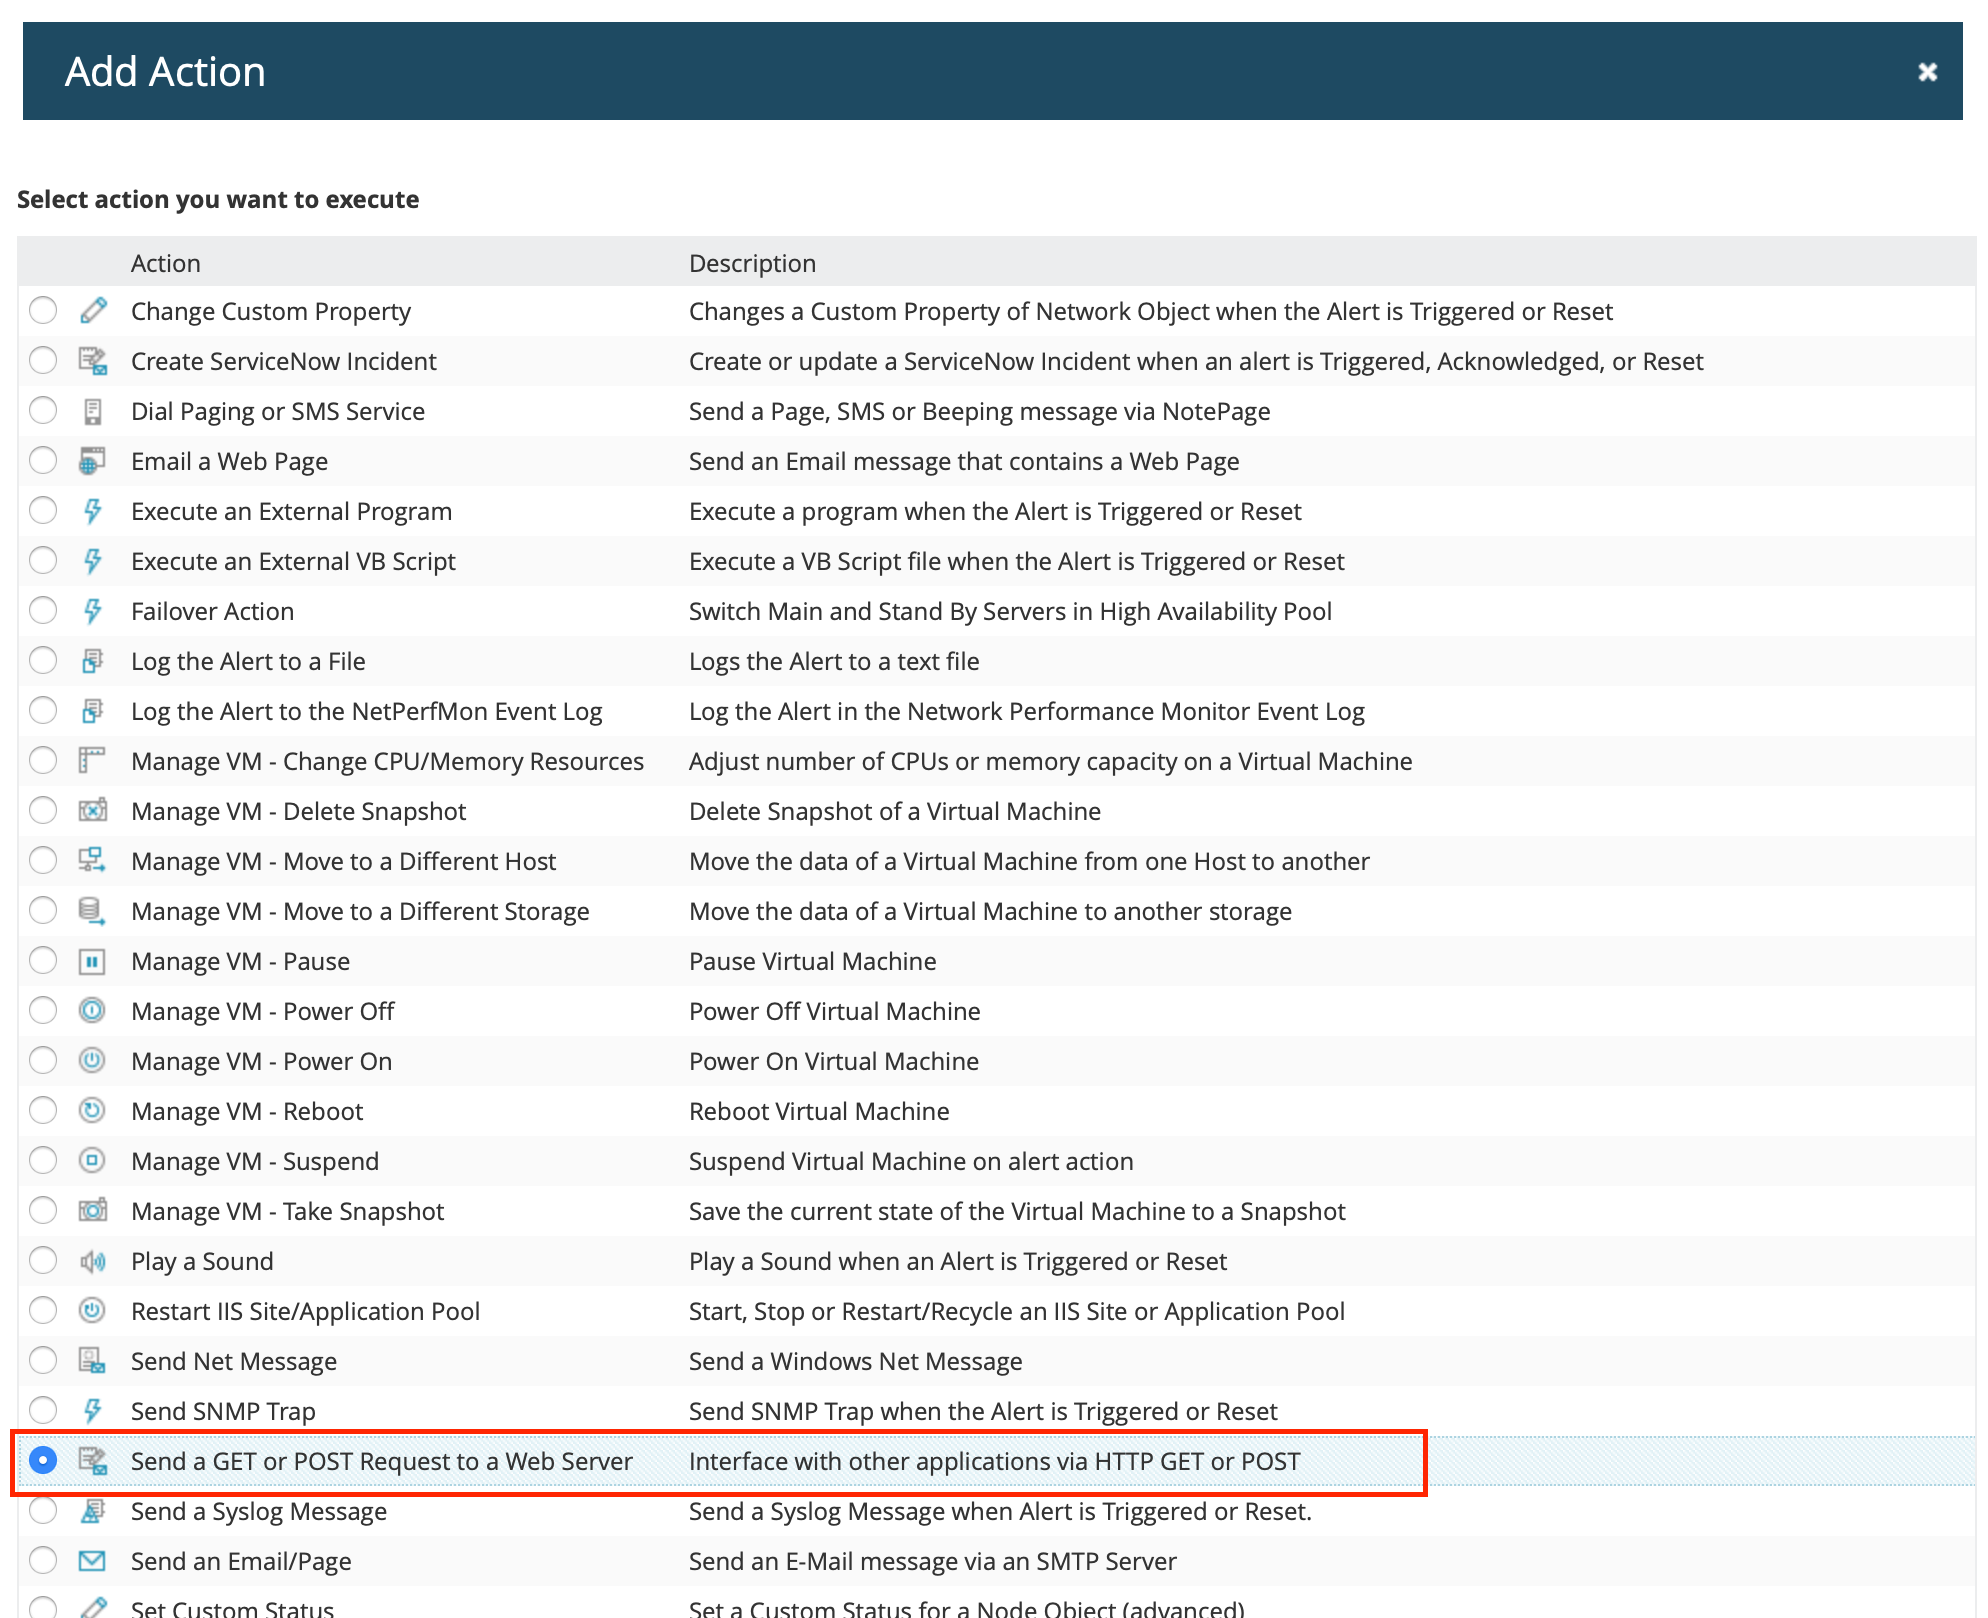 Add Action
Select action you want to execute
Action Description
Change Custom Property Changes a Custom Property of Network Object when the Alert is Triggered or Reset
Create ServiceNow Incident Create or update a ServiceNow Incident when an alert is Triggered, Acknowledged, or Reset
Dial Paging or SMS Service Send a Page, SMS or Beeping message via NotePage
Email a Web Page Send an Email message that contains a Web Page
Execute an External Program Execute a program when the Alert is Triggered or Reset
Execute an External VB Script Execute a VB Script file when the Alert is Triggered or Reset
Failover Action Switch Main and Stand By Servers in High Availability Pool
Log the Alert to a File Logs the Alert to a text file
Log the Alert to the NetPerfMon Event Log Log the Alert in the Network Performance Monitor Event Log
Manage VM - Change CPU/Memory Resources Adjust number of CPUs or memory capacity on a Virtual Machine
Manage VM - Delete Snapshot Delete Snapshot of a Virtual Machine
Manage VM - Move to a Different Host Move the data of a Virtual Machine from one Host to another
Manage VM - Move to a Different Storage Move the data of a Virtual Machine to another storage
Manage VM - Pause Pause Virtual Machine
Manage VM - Power Off Power Off Virtual Machine
Manage VM - Power On Power On Virtual Machine
Manage VM - Reboot Reboot Virtual Machine
Manage VM - Suspend Suspend Virtual Machine on alert action
Manage VM - Take Snapshot Save the current state of the Virtual Machine to a Snapshot
Play a Sound Play a Sound when an Alert is Triggered or Reset
Restart IIS Site/Application Pool Start, Stop or Restart/Recycle an IIS Site or Application Pool
Send Net Message Send a Windows Net Message
Send SNMP Trap Send SNMP Trap when the Alert is Triggered or Reset
Send a GET or POST Request to a Web Server Interface with other applications via HTTP GET or POST
Send a Syslog Message Send a Syslog Message when Alert is Triggered or Reset.
Send an Email/Page Send an E-Mail message via an SMTP Server
Set Custom Status Set a Custom Status for a Node Object (advanced)